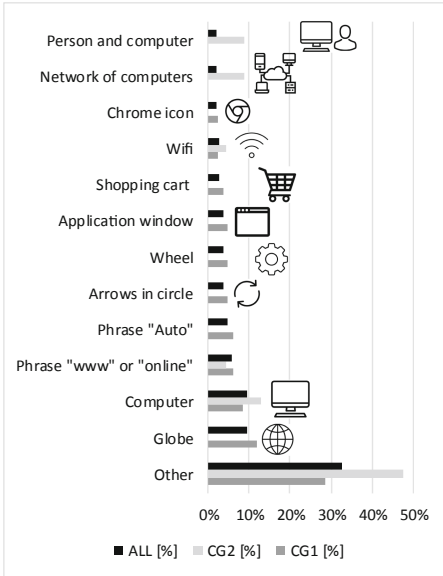 Person and computer
Network of computers
Chrome icon
Wifi
Shopping cart
Application window
Wheel
Arrows in circle
Phrase "Auto"
Phrase "www" or "online"
Computer
Globe
Other
0% 10% 20% 30% 40% 50%
ALL [%] CG2 [%] CG1 [%]